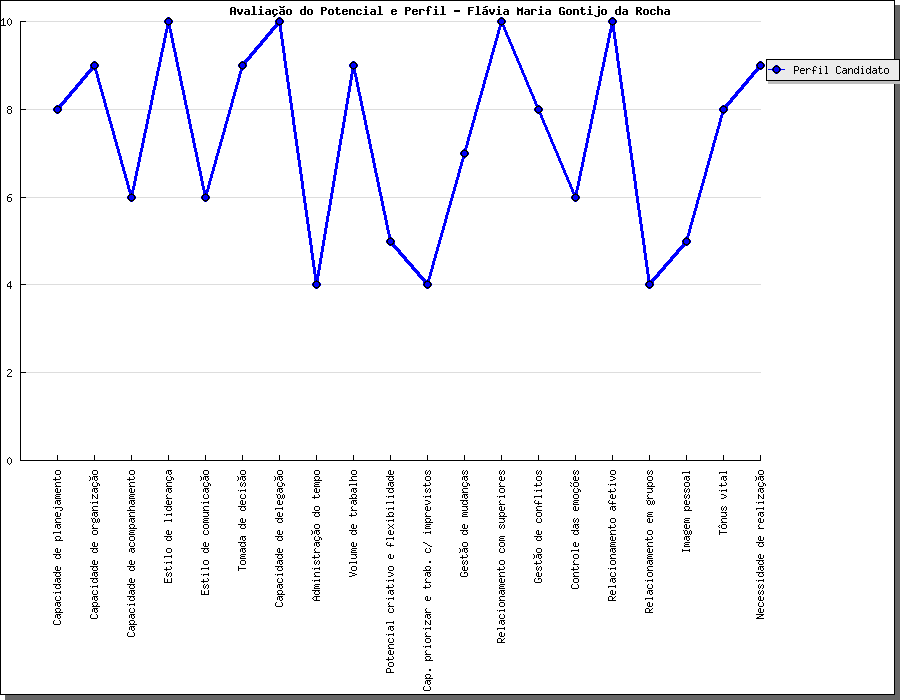 Avaliação do Potencial e Perfil - Flávia Maria Gontijo da Rocha
10
8
6
4
2
0
Perfil Candidato
Capacidade de planejamento
Capacidade de organização
Capacidade de acompanhamento
Estilo de liderança
Estilo de comunicação
Tomada de decisão
Capacidade de delegação
Administração do tempo
Volume de trabalho
Potencial criativo e flexibilidade
Cap. priorizar e trab. c/ imprevistos
Gestão de mudanças
Relacionamento com superiores
Gestão de conflitos
Controle das emoções
Relacionamento afetivo
Relacionamento em grupos
Imagem pessoal
Tônus vital
Necessidade de realização